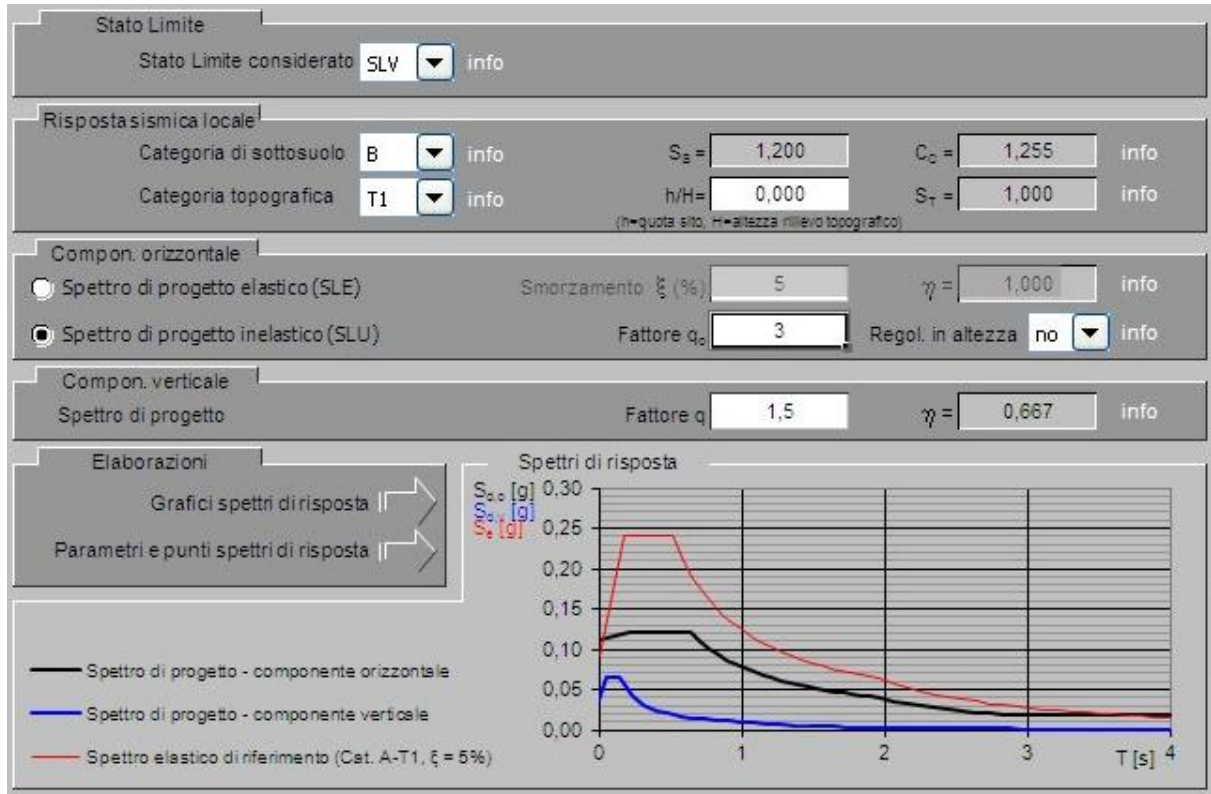 Stato Limite
Stato Limite considerato SLV info
Risposta sismica locale
Categoria di sottosuolo B info S_S = 1,200 C_C = 1,255 info
Categoria topografica T1 info h/H= 0,000 S_T = 1,000 info
(h=quota sito, H=altezza rilievo topografico)
Compon. orizzontale
Spettro di progetto elastico (SLE) Smorzamento ξ (%) 5 η = 1,000 info
Spettro di progetto inelastico (SLU) Fattore q_o 3 Regol. in altezza no info
Compon. verticale
Spettro di progetto Fattore q 1,5 η = 0,667 info
Elaborazioni
Grafici spettri di risposta
Parametri e punti spettri di risposta
Spettri di risposta
S_d,o [g]
S_d,v [g]
S_e [g]
0,30
0,25
0,20
0,15
0,10
0,05
0,00
0 1 2 3 4
T [s]
Spettro di progetto - componente orizzontale
Spettro di progetto - componente verticale
Spettro elastico di riferimento (Cat. A-T1, ξ = 5%)